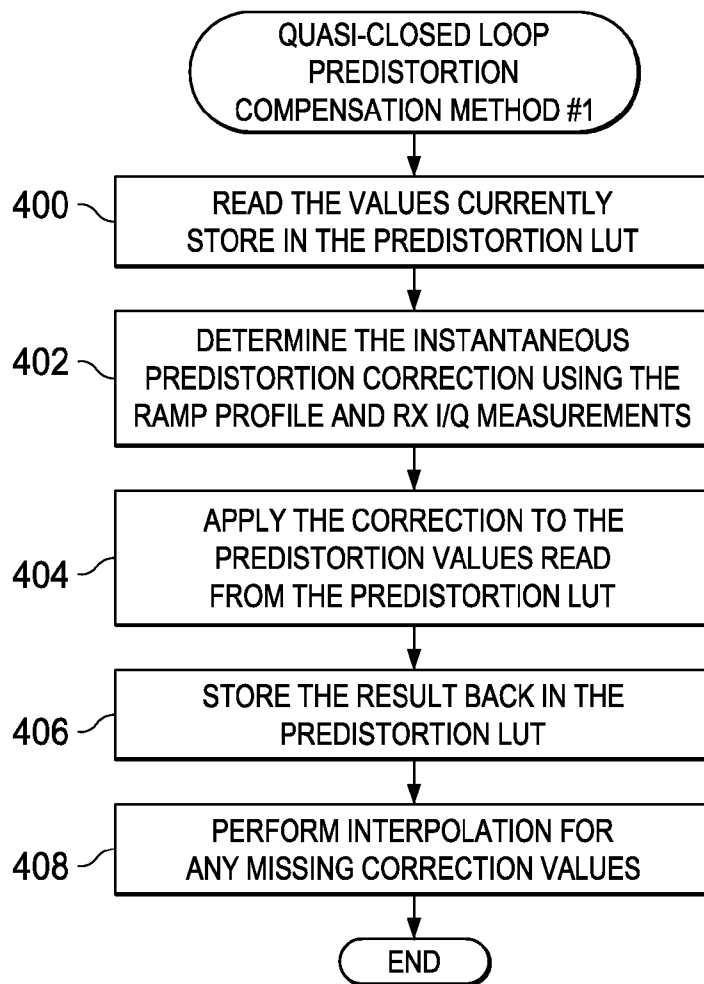 QUASI-CLOSED LOOP
PREDISTORTION
COMPENSATION METHOD #1
400
READ THE VALUES CURRENTLY
STORE IN THE PREDISTORTION LUT
402
DETERMINE THE INSTANTANEOUS
PREDISTORTION CORRECTION USING THE
RAMP PROFILE AND RX I/Q MEASUREMENTS
404
APPLY THE CORRECTION TO THE
PREDISTORTION VALUES READ
FROM THE PREDISTORTION LUT
406
STORE THE RESULT BACK IN THE
PREDISTORTION LUT
408
PERFORM INTERPOLATION FOR
ANY MISSING CORRECTION VALUES
END